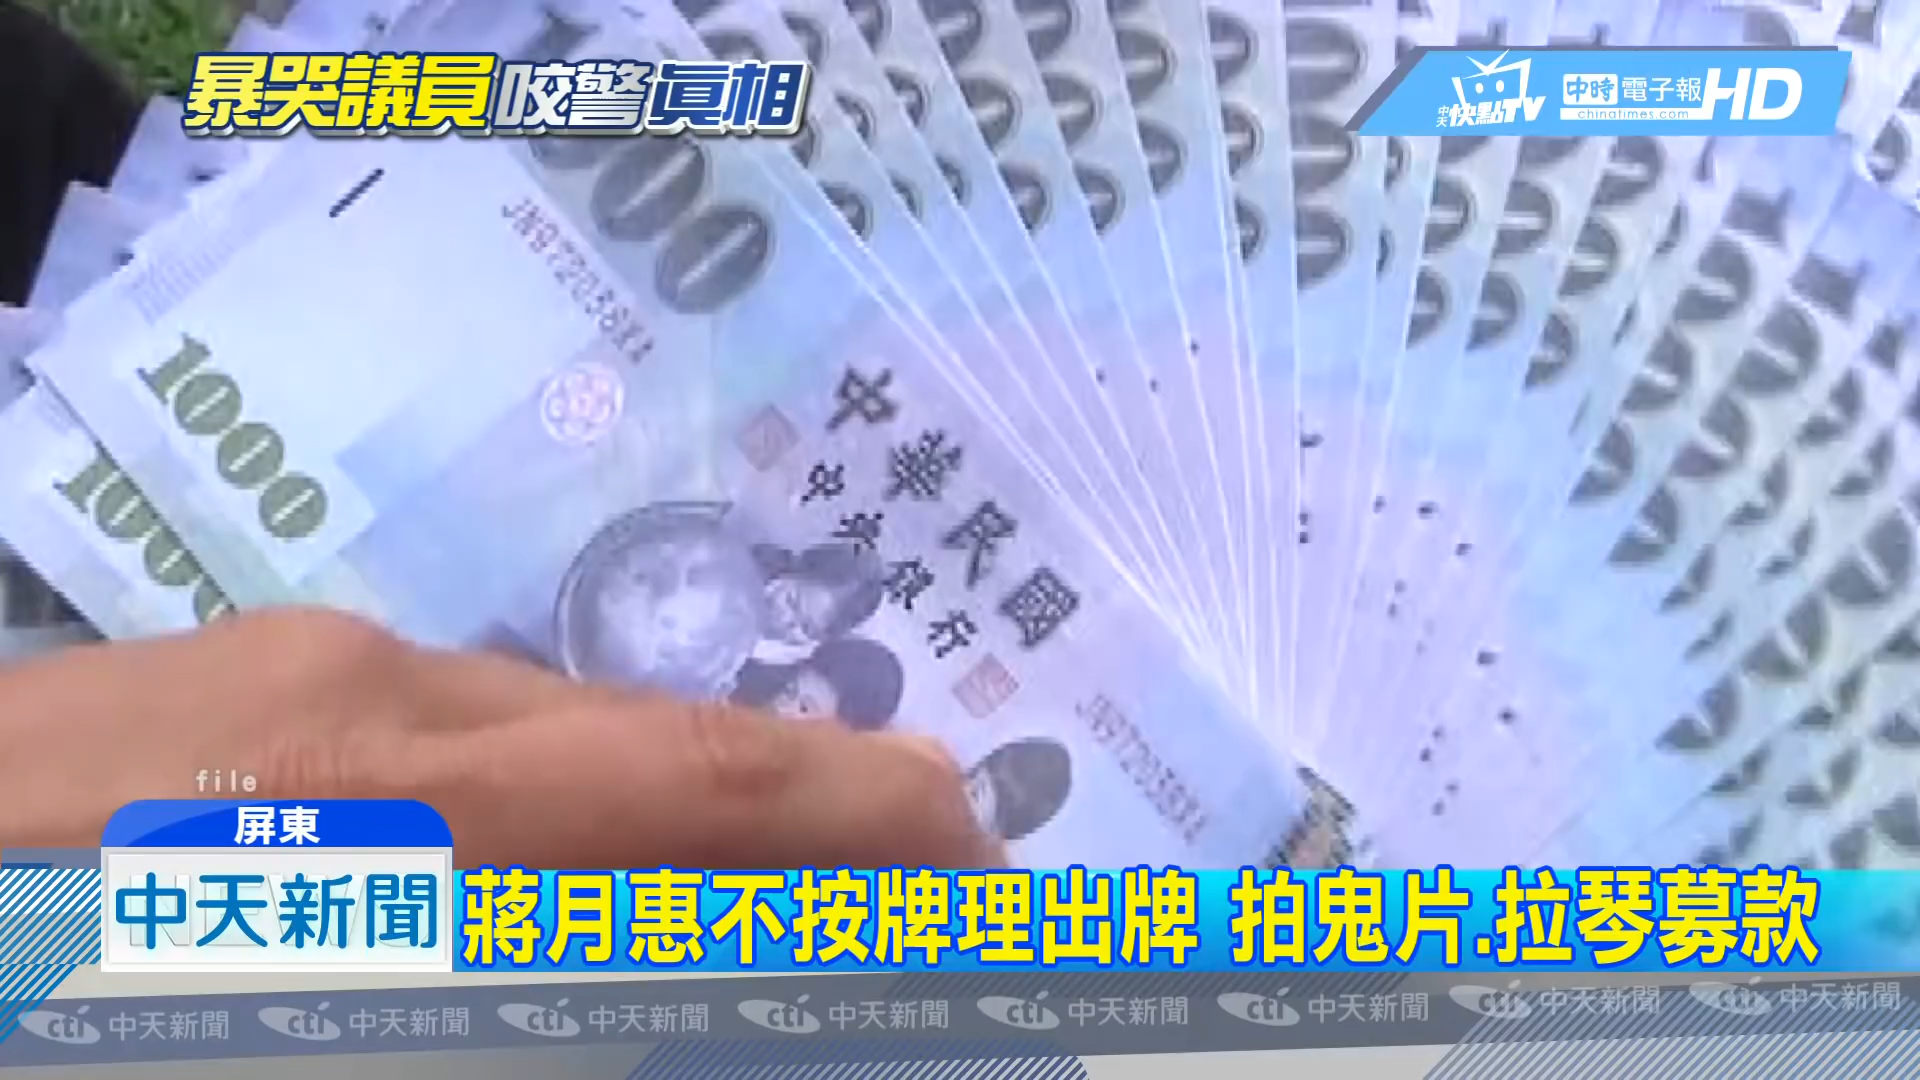 暴哭議員咬警真相
中天快點TV
中時電子報HD
chinatimes.com
1000
1000
中華民國
中央銀行
file
屏東
中天新聞
蔣月惠不按牌理出牌 拍鬼片.拉琴募款
cti 中天新聞 cti 中天新聞 cti 中天新聞 cti 中天新聞 cti 中天新聞 cti 中天新聞 cti 中天新聞 cti 中天新聞